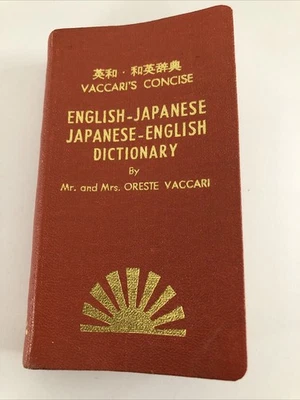 英和・和英辞典
VACCARI'S CONCISE
ENGLISH-JAPANESE
JAPANESE-ENGLISH
DICTIONARY
By
Mr. and Mrs. ORESTE VACCARI